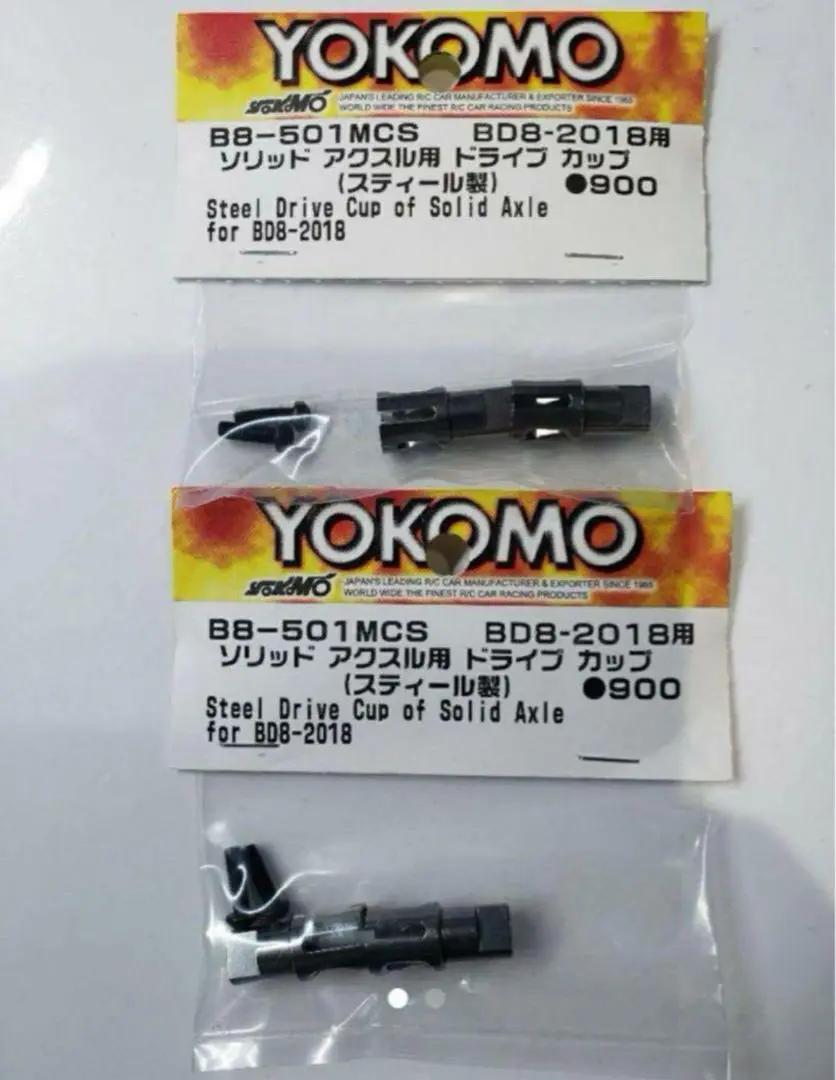 YOKOMO
YOKOMO JAPAN'S LEADING R/C CAR MANUFACTURER & EXPORTER SINCE 1965
WORLD WIDE THE FINEST R/C CAR RACING PRODUCTS
B8-501MCS BD8-2018用
ソリッド アクスル用 ドライブ カップ
(スティール製) ●900
Steel Drive Cup of Solid Axle
for BD8-2018
YOKOMO
YOKOMO JAPAN'S LEADING R/C CAR MANUFACTURER & EXPORTER SINCE 1965
WORLD WIDE THE FINEST R/C CAR RACING PRODUCTS
B8-501MCS BD8-2018用
ソリッド アクスル用 ドライブ カップ
(スティール製) ●900
Steel Drive Cup of Solid Axle
for BD8-2018